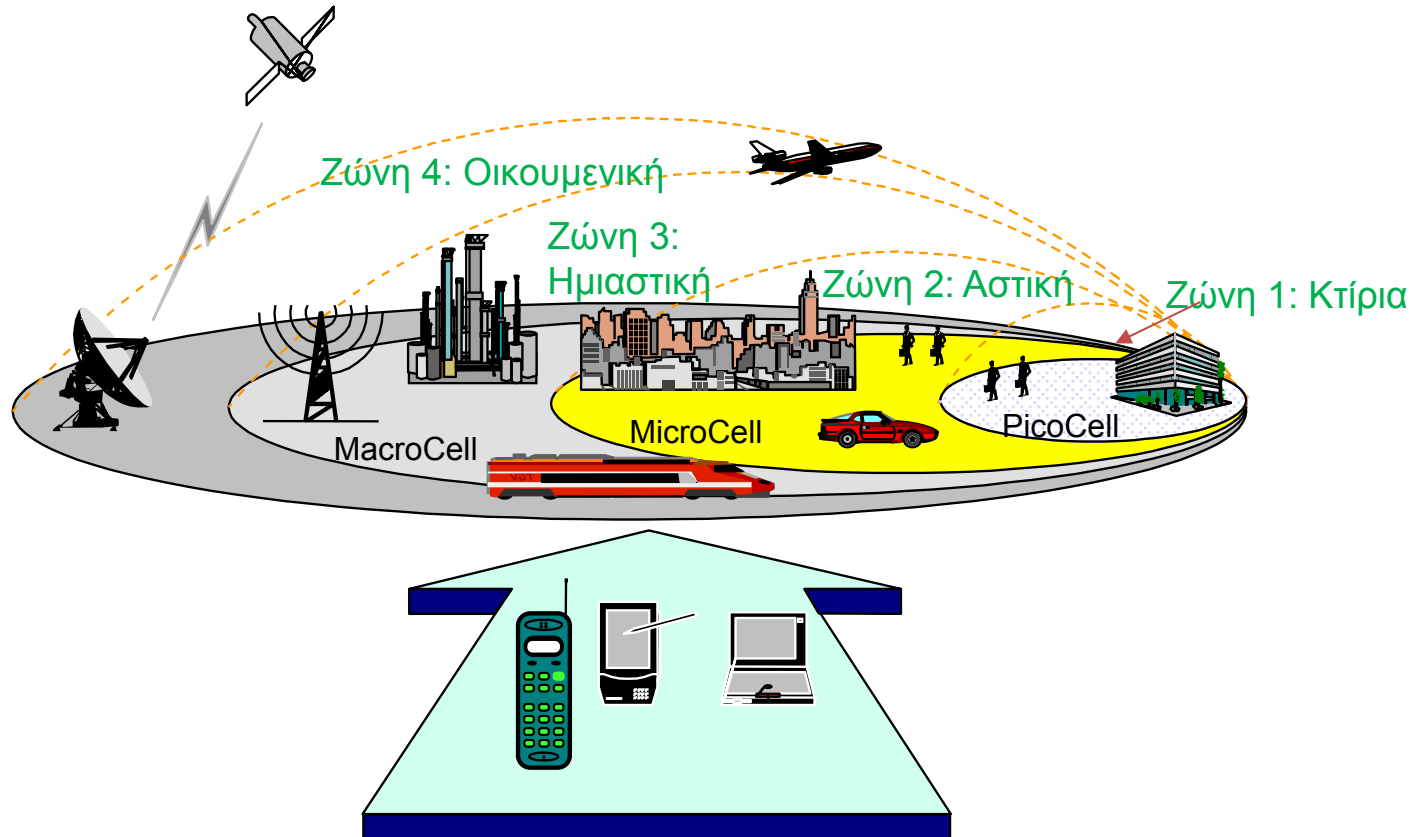 Ζώνη 4: Οικουμενική
Ζώνη 3:
Ημιαστική
Ζώνη 2: Αστική
Ζώνη 1: Κτίρια
MacroCell
MicroCell
PicoCell